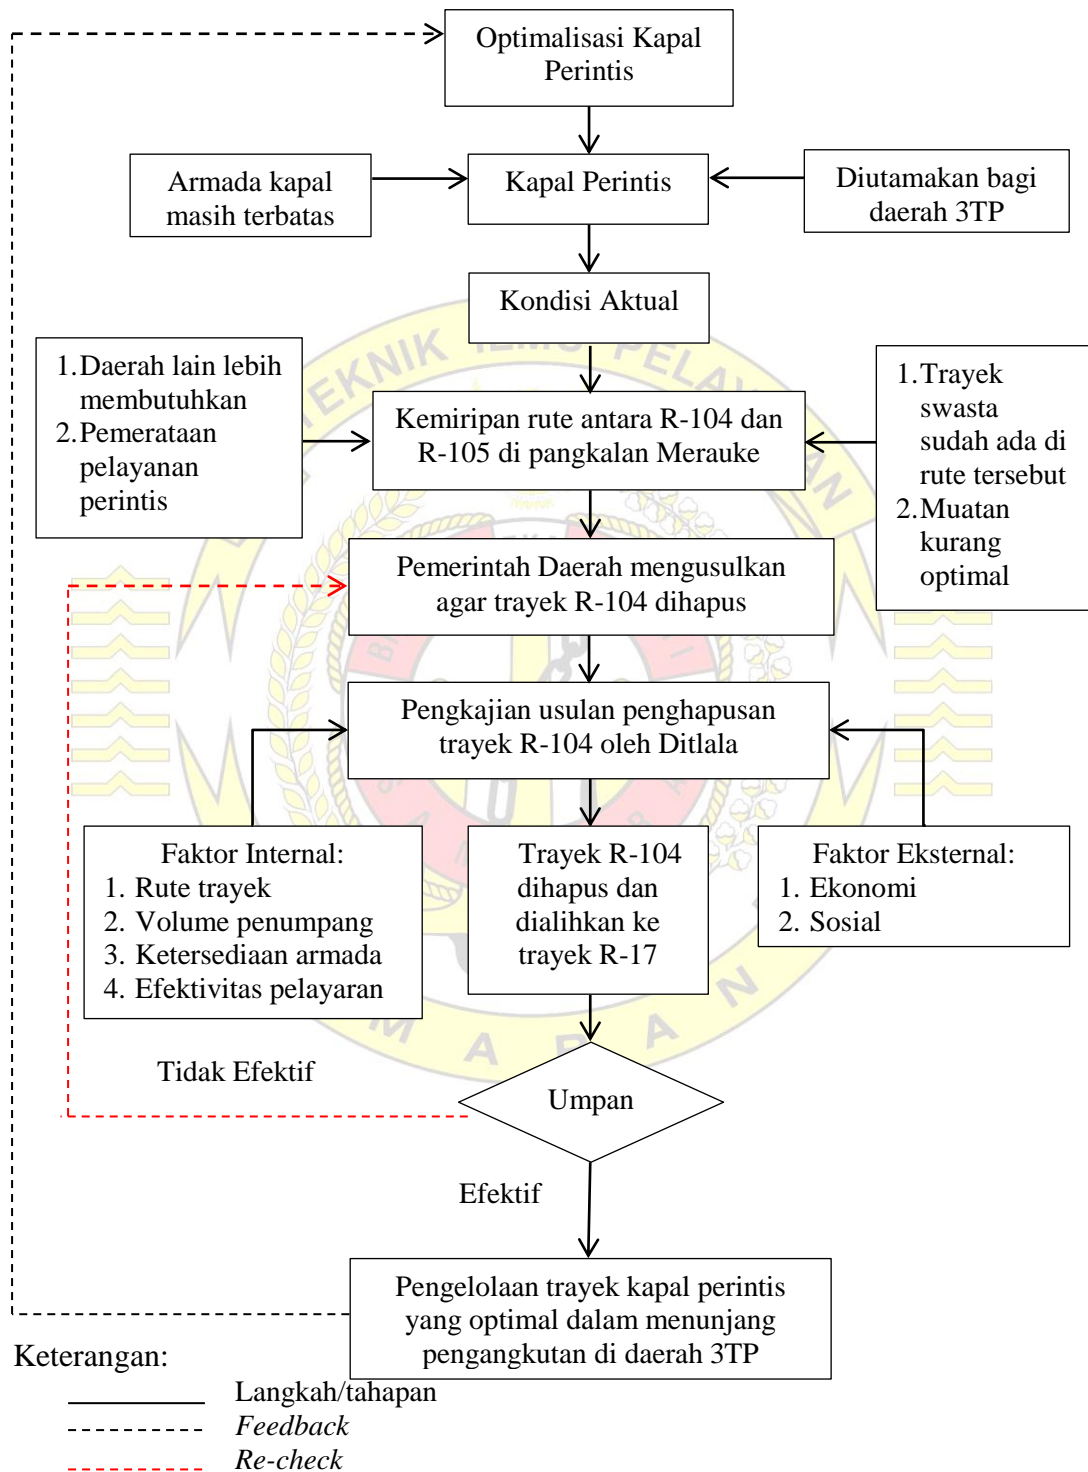 Optimalisasi Kapal
Perintis
Armada kapal
masih terbatas
Kapal Perintis
Diutamakan bagi
daerah 3TP
Kondisi Aktual
1. Daerah lain lebih
membutuhkan
2. Pemerataan
pelayanan
perintis
Kemiripan rute antara R-104 dan
R-105 di pangkalan Merauke
1. Trayek
swasta
sudah ada di
rute tersebut
2. Muatan
kurang
optimal
Pemerintah Daerah mengusulkan
agar trayek R-104 dihapus
Pengkajian usulan penghapusan
trayek R-104 oleh Ditlala
Faktor Internal:
1. Rute trayek
2. Volume penumpang
3. Ketersediaan armada
4. Efektivitas pelayaran
Trayek R-104
dihapus dan
dialihkan ke
trayek R-17
Faktor Eksternal:
1. Ekonomi
2. Sosial
Tidak Efektif
Umpan
Efektif
Pengelolaan trayek kapal perintis
yang optimal dalam menunjang
pengangkutan di daerah 3TP
Keterangan:
Langkah/tahapan
Feedback
Re-check